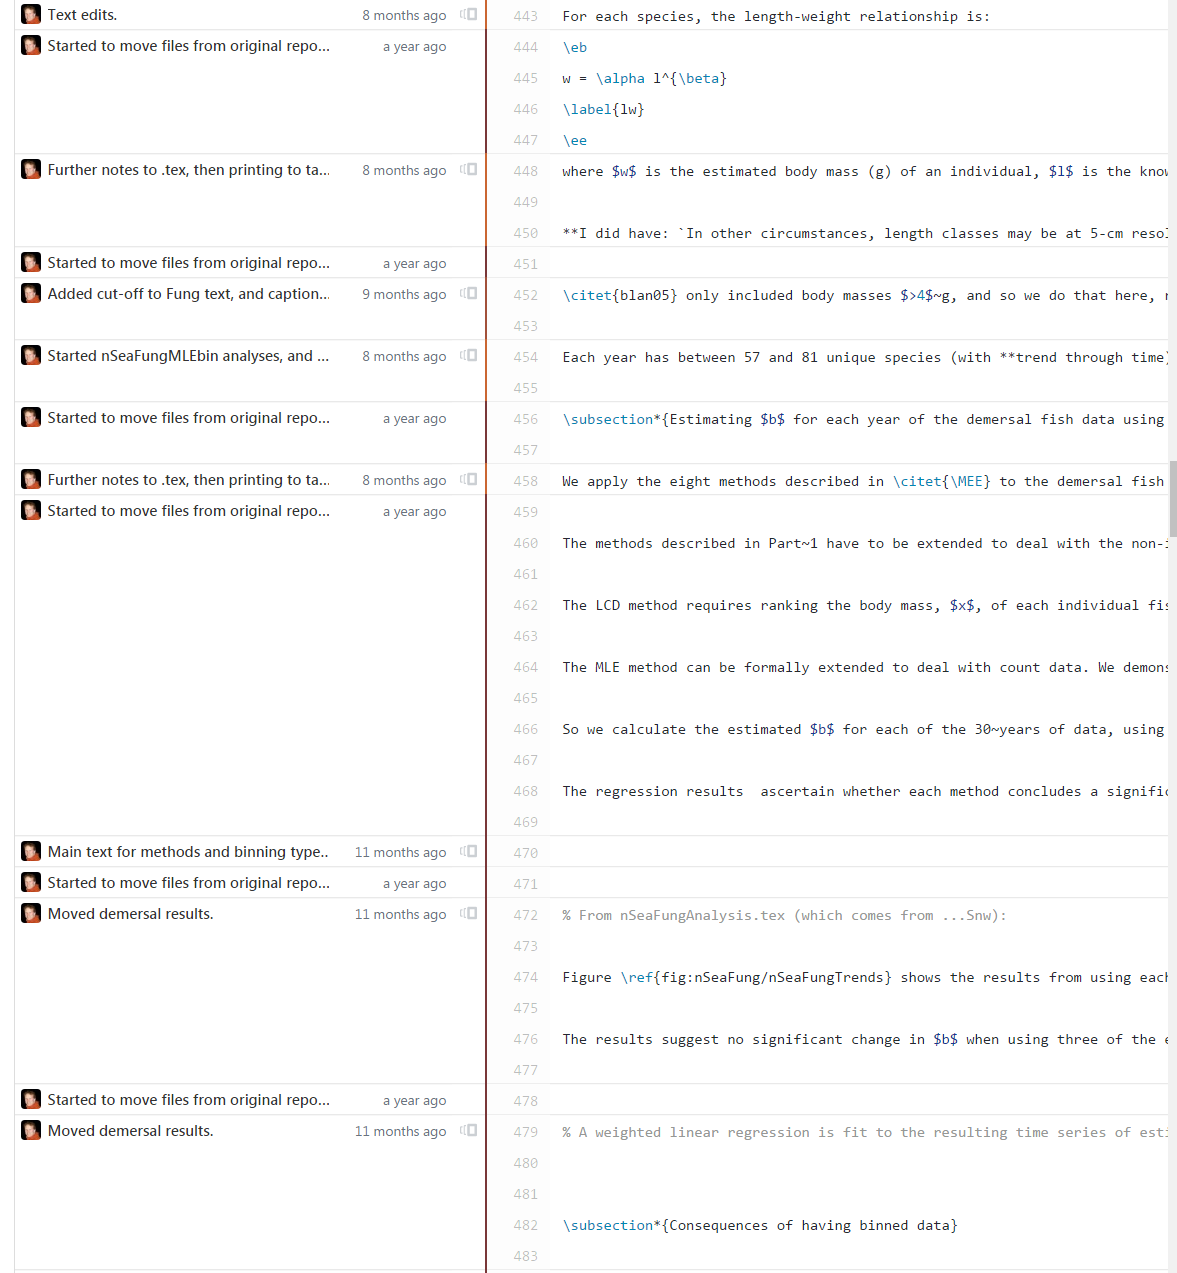 Text edits. 8 months ago 443 For each species, the length-weight relationship is:
Started to move files from original repo... a year ago 444 \eb
445 w = \alpha l^{\beta}
446 \label{lw}
447 \ee
Further notes to .tex, then printing to ta... 8 months ago 448 where $w$ is the estimated body mass (g) of an individual, $l$ is the
449
450 **I did have: `In other circumstances, length classes may be at 5-cm
Started to move files from original repo... a year ago 451
Added cut-off to Fung text, and caption... 9 months ago 452 \citet{blan05} only included body masses $>4$~g, and so we do that here,
453
Started nSeaFungMLEbin analyses, and ... 8 months ago 454 Each year has between 57 and 81 unique species (with **trend through time)
455
Started to move files from original repo... a year ago 456 \subsection*{Estimating $b$ for each year of the demersal fish data using
457
Further notes to .tex, then printing to ta... 8 months ago 458 We apply the eight methods described in \citet{\MEE} to the demersal fish
Started to move files from original repo... a year ago 459
460 The methods described in Part~1 have to be extended to deal with the
461
462 The LCD method requires ranking the body mass, $x$, of each individual
463
464 The MLE method can be formally extended to deal with count data. We
465
466 So we calculate the estimated $b$ for each of the 30~years of data, using
467
468 The regression results  ascertain whether each method concludes a
469
Main text for methods and binning type.. 11 months ago 470
Started to move files from original repo... a year ago 471
Moved demersal results. 11 months ago 472 % From nSeaFungAnalysis.tex (which comes from ...Snw):
473
474 Figure \ref{fig:nSeaFung/nSeaFungTrends} shows the results from using each
475
476 The results suggest no significant change in $b$ when using three of the
477
Started to move files from original repo... a year ago 478
Moved demersal results. 11 months ago 479 % A weighted linear regression is fit to the resulting time series of
480
481
482 \subsection*{Consequences of having binned data}
483